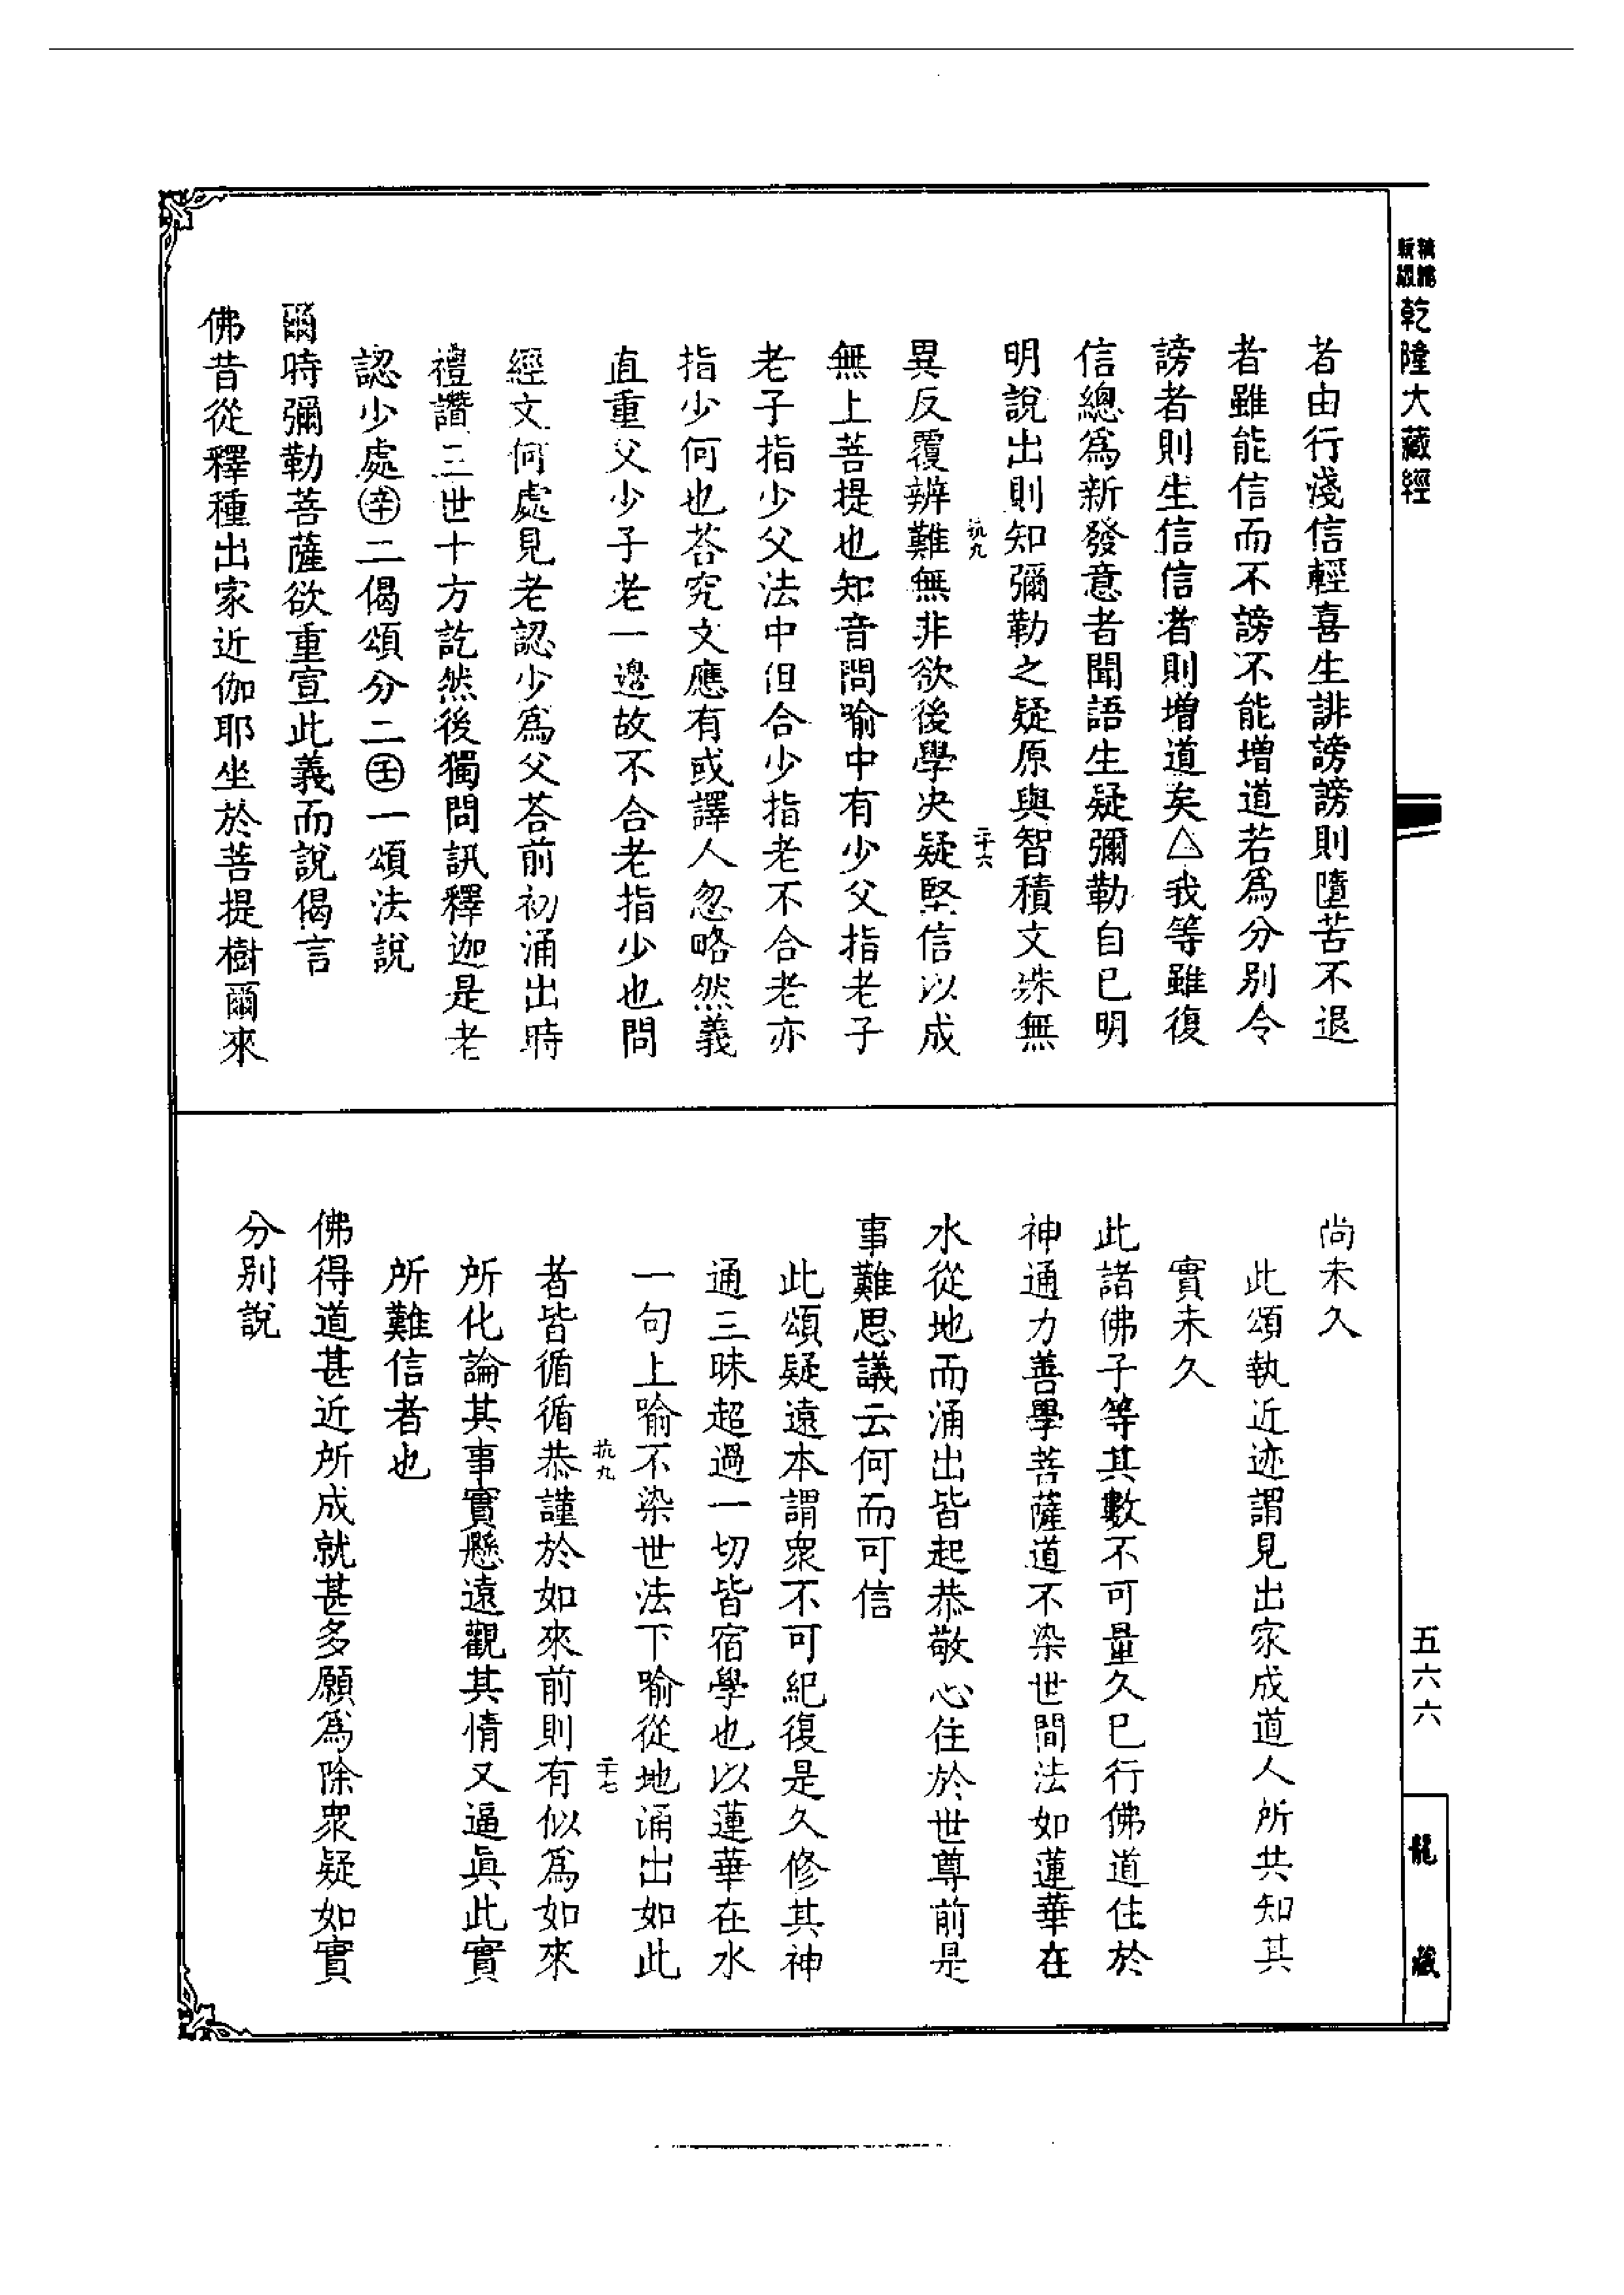 精縮
新縮
乾隆大藏經
者由行淺信輕喜生誹謗謗則墮苦不退
者雖能信而不謗不能增道若爲分别令
謗者則生信信者則增道矣△我等雖復
信總爲新發意者聞語生疑彌勒自巳明
明說出則知彌勒之疑原與智積文殊無
抗九
二十六
異反覆辨難無非欲後學决疑堅信以成
無上菩提也知音問喻中有少父指老子
老子指少父法中但合少指老不合老亦
指少何也荅究文應有或譯人忽略然義
直重父少子老一邊故不合老指少也問
經文何處見老認少爲父荅前初涌出時
禮讚三世十方訖然後獨問訊釋迦是老
認少處㊛二偈頌分二㊛一頌法說
爾時彌勒菩薩欲重宣此義而說偈言
佛昔從釋種出家近伽耶坐於菩提樹爾來
尚未久
此頌執近迹謂見出家成道人所共知其
實未久
此諸佛子等其數不可量久巳行佛道住於
神通力善學菩薩道不染世間法如蓮華在
水從地而涌出皆起恭敬心住於世尊前是
事難思議云何而可信
此頌疑遠本謂衆不可紀復是久修其神
通三昧超過一切皆宿學也以蓮華在水
一句上喻不染世法下喻從地涌出如此
抗九
二十七
者皆循循恭謹於如來前則有似爲如來
所化論其事實懸遠觀其情又逼眞此實
所難信者也
佛得道甚近所成就甚多願爲除衆疑如實
分别說
五六六
龍藏